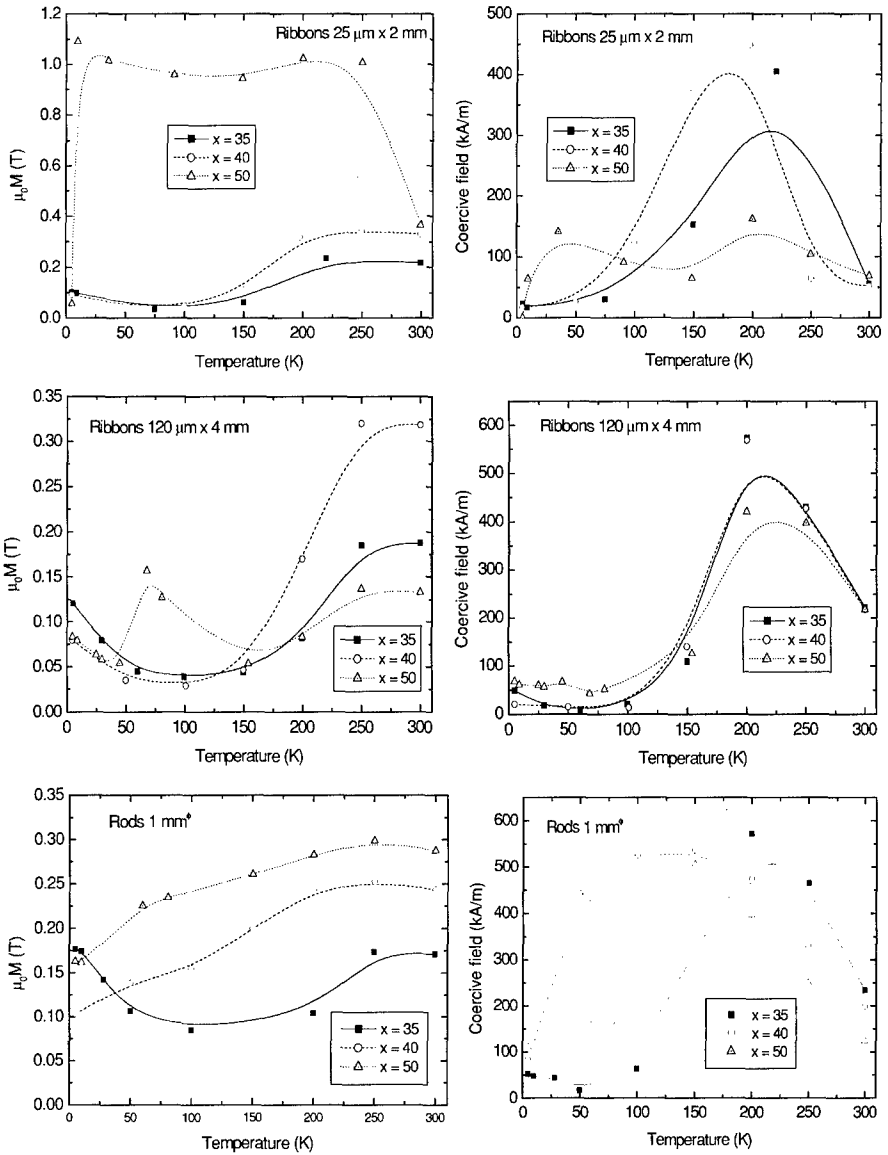 Ribbons 25 μm x 2 mm
1.2
1.0
0.8
0.6
0.4
0.2
0.0
μ₀M (T)
x = 35
x = 40
x = 50
0 50 100 150 200 250 300
Temperature (K)
Ribbons 25 μm x 2 mm
500
400
300
200
100
0
Coercive field (kA/m)
x = 35
x = 40
x = 50
0 50 100 150 200 250 300
Temperature (K)
Ribbons 120 μm x 4 mm
0.35
0.30
0.25
0.20
0.15
0.10
0.05
0.00
μ₀M (T)
x = 35
x = 40
x = 50
0 50 100 150 200 250 300
Temperature (K)
Ribbons 120 μm x 4 mm
600
500
400
300
200
100
50
0
Coercive field (kA/m)
x = 35
x = 40
x = 50
0 50 100 150 200 250 300
Temperature (K)
Rods 1 mmᶲ
0.35
0.30
0.25
0.20
0.15
0.10
0.05
0.00
μ₀M (T)
x = 35
x = 40
x = 50
0 50 100 150 200 250 300
Temperature (K)
Rods 1 mmᶲ
600
500
400
300
250
200
150
100
50
0
Coercive field (kA/m)
x = 35
x = 40
x = 50
0 50 100 150 200 250 300
Temperature (K)